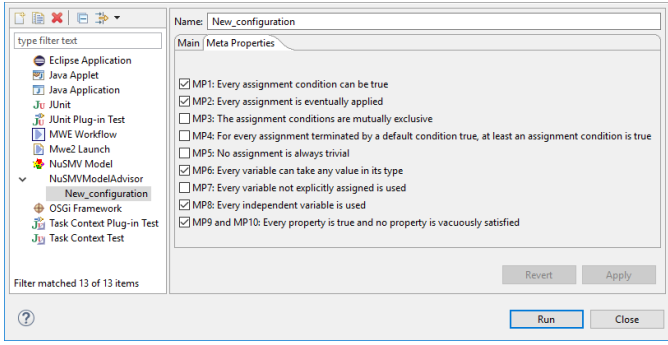 type filter text
Eclipse Application
Java Applet
Java Application
Ju JUnit
JUnit Plug-in Test
MWE Workflow
Mwe2 Launch
NuSMV Model
NuSMVModelAdvisor
New_configuration
OSGi Framework
Task Context Plug-in Test
Ju Task Context Test
Filter matched 13 of 13 items
Name: New_configuration
Main Meta Properties
MP1: Every assignment condition can be true
MP2: Every assignment is eventually applied
MP3: The assignment conditions are mutually exclusive
MP4: For every assignment terminated by a default condition true, at least an assignment condition is true
MP5: No assignment is always trivial
MP6: Every variable can take any value in its type
MP7: Every variable not explicitly assigned is used
MP8: Every independent variable is used
MP9 and MP10: Every property is true and no property is vacuously satisfied
Revert Apply
? Run Close